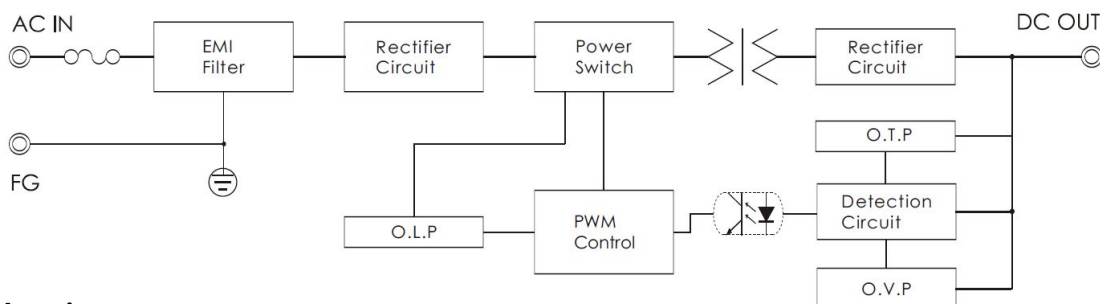 AC IN
DC OUT
EMI
Filter
Rectifier
Circuit
Power
Switch
Rectifier
Circuit
O.T.P
FG
O.L.P
PWM
Control
Detection
Circuit
O.V.P